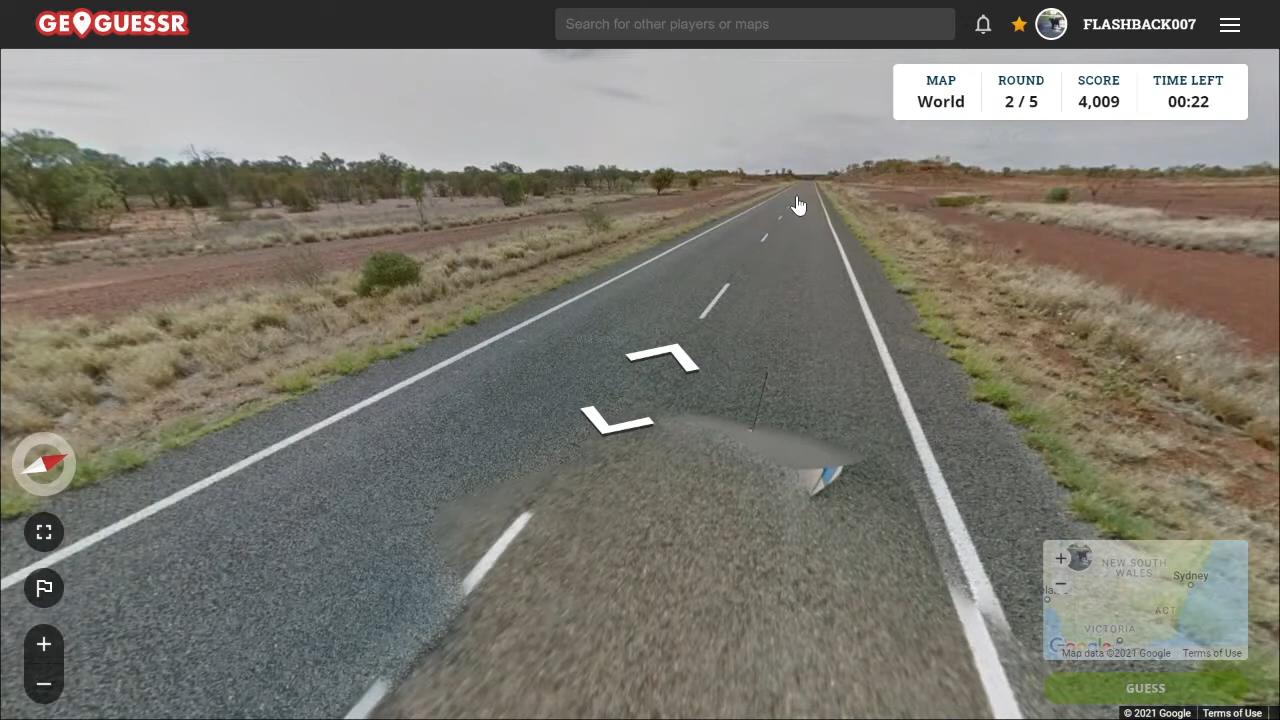 GEOGUESSR
Search for other players or maps
FLASHBACK007
MAP
World
ROUND
2 / 5
SCORE
4,009
TIME LEFT
00:22
+
−
NEW SOUTH
WALES
Sydney
ACT
VICTORIA
Google
Map data ©2021 Google
Terms of Use
GUESS
+
−
© 2021 Google
Terms of Use